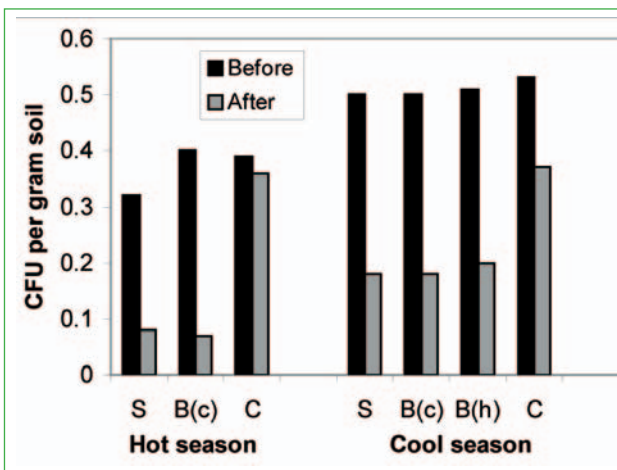 CFU per gram soil
0.6
0.5
0.4
0.3
0.2
0.1
0
Before
After
S B(c) C S B(c) B(h) C
Hot season Cool season